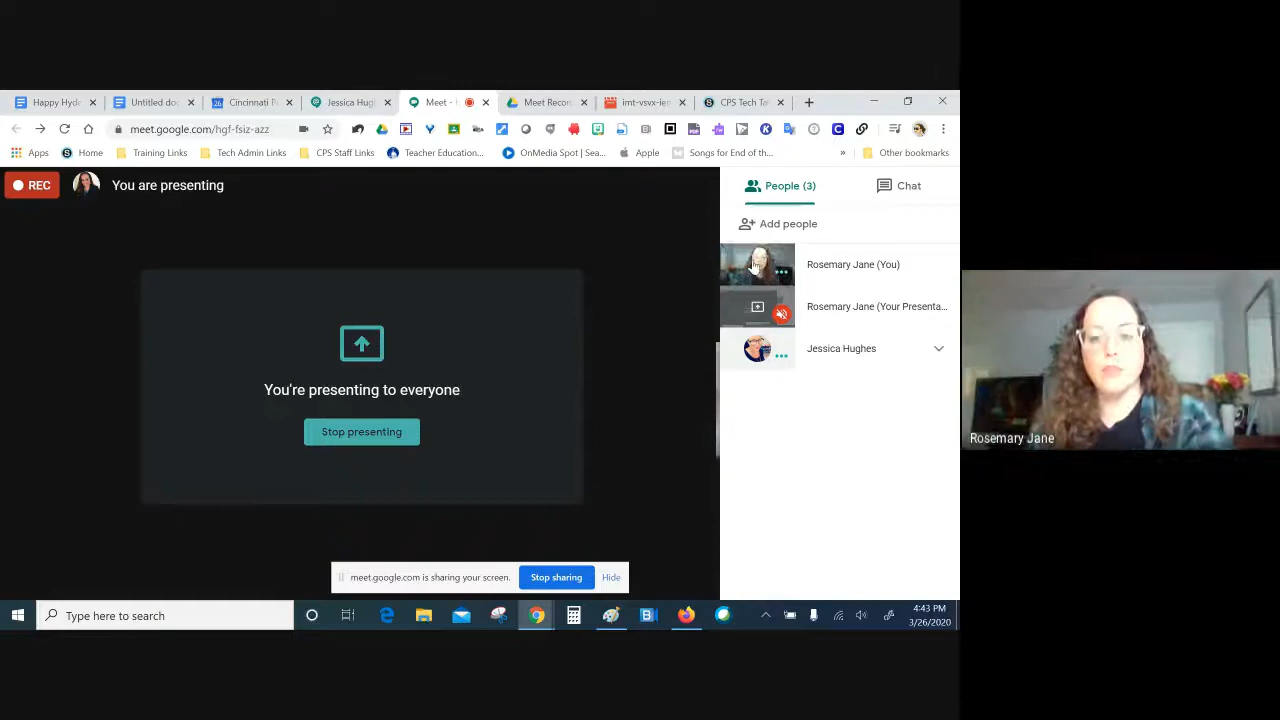 Happy Hyde
Untitled doc
Cincinnati P
Jessica Hugh
Meet -
Meet Recor
imt-vsvx-ien
CPS Tech Ta
meet.google.com/hgf-fsiz-azz
Apps
Home
Training Links
Tech Admin Links
CPS Staff Links
Teacher Education...
OnMedia Spot | Sea...
Apple
Songs for End of th...
»
Other bookmarks
REC
You are presenting
People (3)
Chat
Add people
Rosemary Jane (You)
Rosemary Jane (Your Presenta...
Jessica Hughes
You're presenting to everyone
Stop presenting
Rosemary Jane
meet.google.com is sharing your screen.
Stop sharing
Hide
Type here to search
4:43 PM
3/26/2020